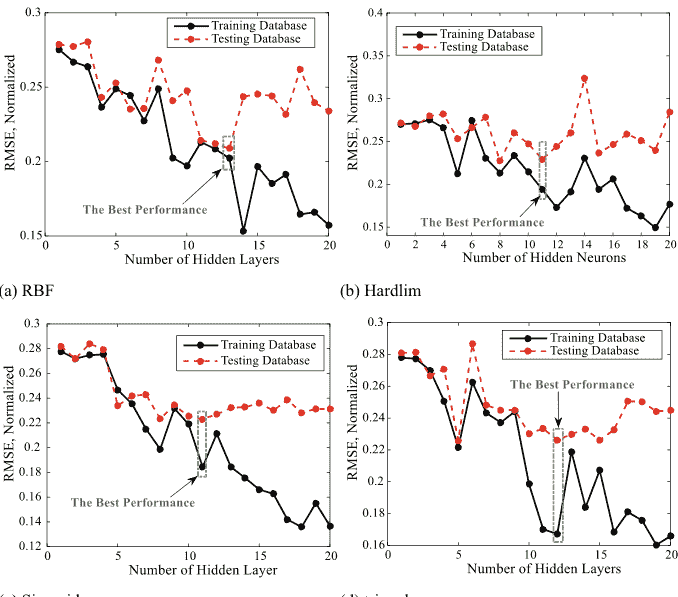 0.3
Training Database
Testing Database
0.25
0.2
0.15
RMSE, Normalized
The Best Performance
0 5 10 15 20
Number of Hidden Layers
(a) RBF
0.4
Training Database
Testing Database
0.35
0.3
0.25
0.2
0.15
RMSE, Normalized
The Best Performance
0 2 4 6 8 10 12 14 16 18 20
Number of Hidden Neurons
(b) Hardlim
0.3
Training Database
Testing Database
0.28
0.26
0.24
0.22
0.2
0.18
0.16
0.14
0.12
RMSE, Normalized
The Best Performance
0 5 10 15 20
Number of Hidden Layer
0.3
Training Database
Testing Database
0.28
0.26
0.24
0.22
0.2
0.18
0.16
RMSE, Normalized
The Best Performance
0 5 10 15 20
Number of Hidden Layers